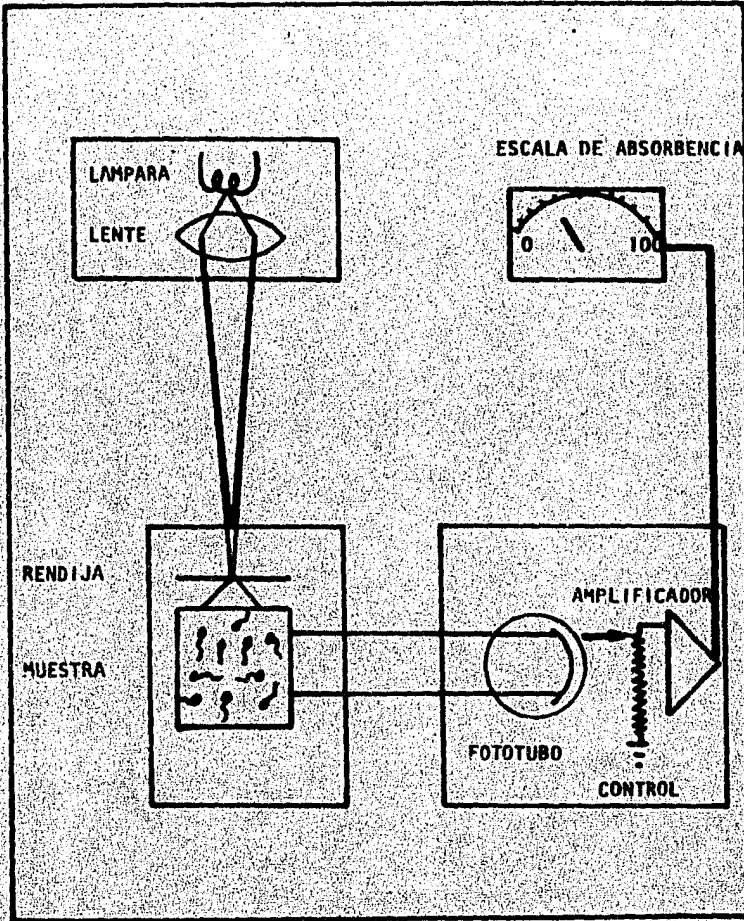 LAMPARA
LENTE
ESCALA DE ABSORBENCIA
0 100
RENDIJA
MUESTRA
AMPLIFICADOR
FOTOTUBO
CONTROL